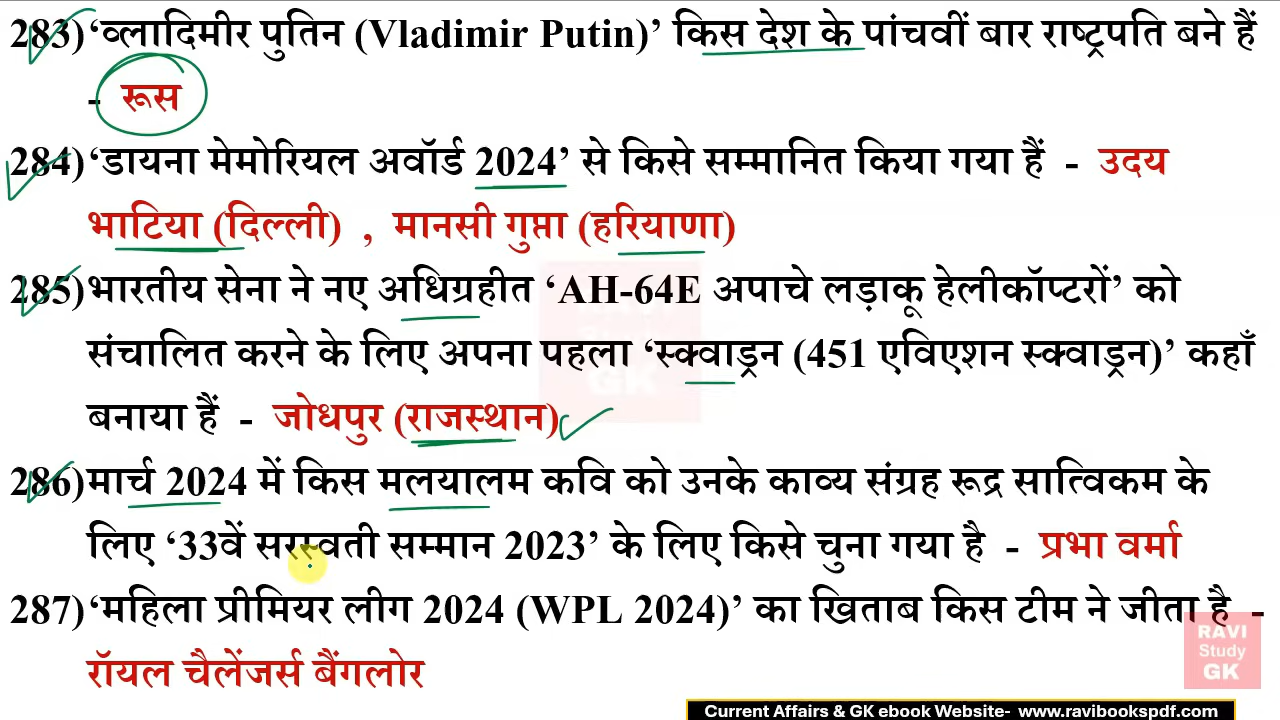 283) ‘व्लादिमीर पुतिन (Vladimir Putin)’ किस देश के पांचवीं बार राष्ट्रपति बने हैं
- रूस
284) ‘डायना मेमोरियल अवॉर्ड 2024’ से किसे सम्मानित किया गया हैं - उदय
भाटिया (दिल्ली) , मानसी गुप्ता (हरियाणा)
285) भारतीय सेना ने नए अधिग्रहीत ‘AH-64E अपाचे लड़ाकू हेलीकॉप्टरों’ को
संचालित करने के लिए अपना पहला ‘स्क्वाड्रन (451 एविएशन स्क्वाड्रन)’ कहाँ
बनाया हैं - जोधपुर (राजस्थान)
286) मार्च 2024 में किस मलयालम कवि को उनके काव्य संग्रह रूद्र सात्विकम के
लिए ‘33वें सरस्वती सम्मान 2023’ के लिए किसे चुना गया है - प्रभा वर्मा
287) ‘महिला प्रीमियर लीग 2024 (WPL 2024)’ का खिताब किस टीम ने जीता है -
रॉयल चैलेंजर्स बैंगलोर
RAVI
Study
GK
Current Affairs & GK ebook Website- www.ravibookspdf.com